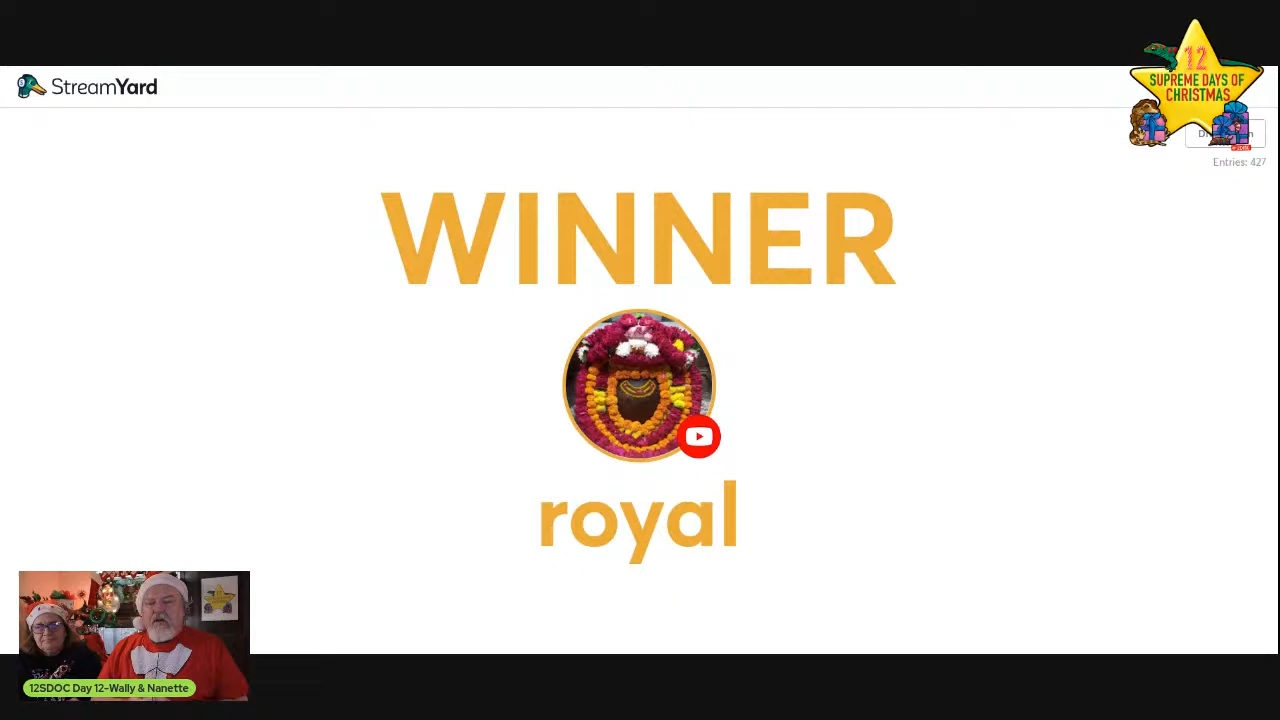 StreamYard
12
SUPREME DAYS OF
CHRISTMAS
Entries: 427
WINNER
royal
12SDOC Day 12-Wally & Nanette